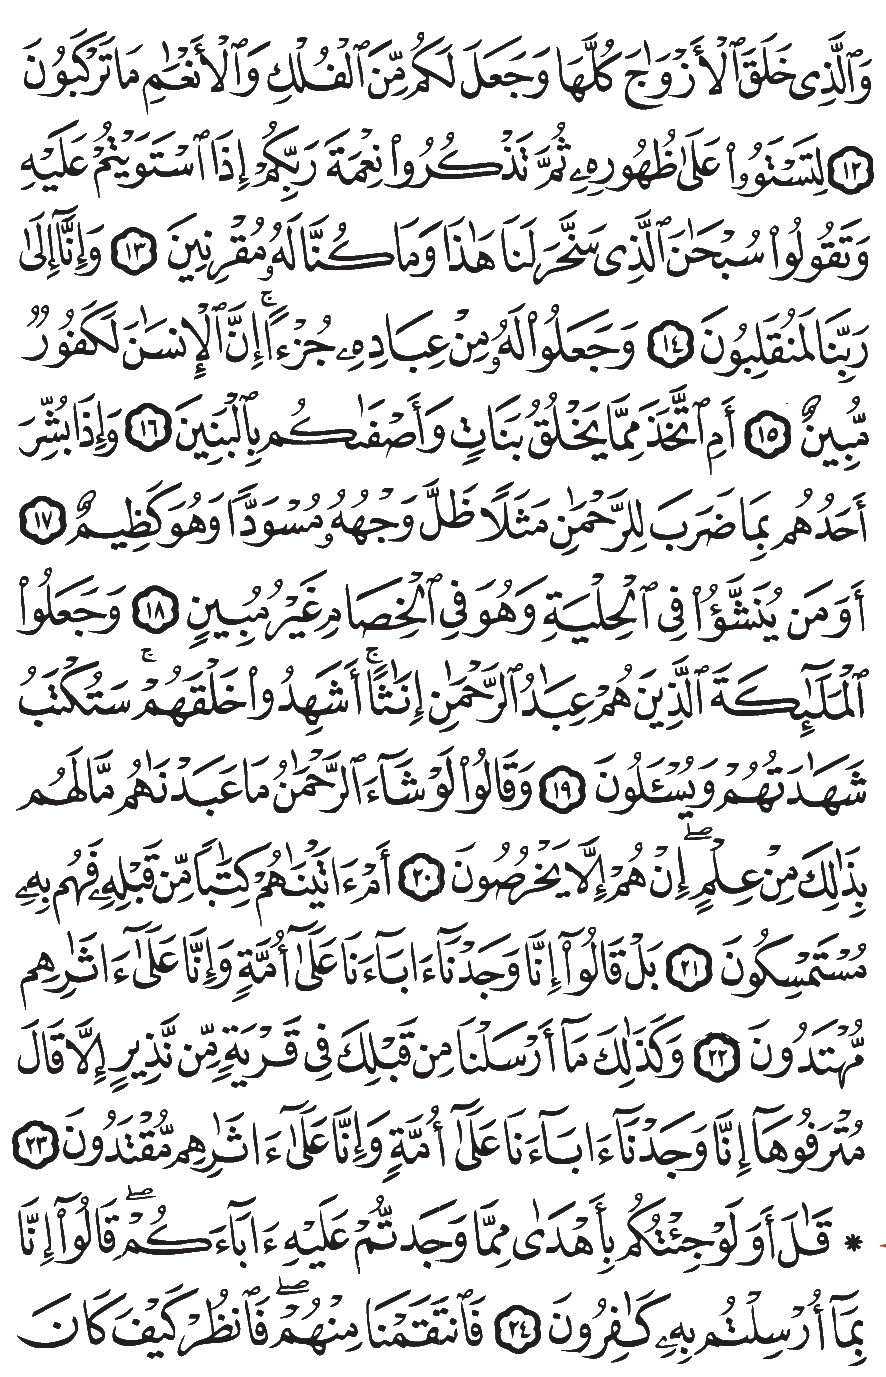 وَٱلَّذِى خَلَقَ ٱلْأَزْوَٰجَ كُلَّهَا وَجَعَلَ لَكُم مِّنَ ٱلْفُلْكِ وَٱلْأَنْعَٰمِ مَا تَرْكَبُونَ
١٢ لِتَسْتَوُۥا۟ عَلَىٰ ظُهُورِهِۦ ثُمَّ تَذْكُرُوا۟ نِعْمَةَ رَبِّكُمْ إِذَا ٱسْتَوَيْتُمْ عَلَيْهِ
وَتَقُولُوا۟ سُبْحَٰنَ ٱلَّذِى سَخَّرَ لَنَا هَٰذَا وَمَا كُنَّا لَهُۥ مُقْرِنِينَ ١٣ وَإِنَّآ إِلَىٰ
رَبِّنَا لَمُنقَلِبُونَ ١٤ وَجَعَلُوا۟ لَهُۥ مِنْ عِبَادِهِۦ جُزْءًا ۚ إِنَّ ٱلْإِنسَٰنَ لَكَفُورٌ
مُّبِينٌ ١٥ أَمِ ٱتَّخَذَ مِمَّا يَخْلُقُ بَنَاتٍ وَأَصْفَىٰكُم بِٱلْبَنِينَ ١٦ وَإِذَا بُشِّرَ
أَحَدُهُم بِمَا ضَرَبَ لِلرَّحْمَٰنِ مَثَلًا ظَلَّ وَجْهُهُۥ مُسْوَدًّا وَهُوَ كَظِيمٌ ١٧
أَوَمَن يُنَشَّؤُا۟ فِى ٱلْحِلْيَةِ وَهُوَ فِى ٱلْخِصَامِ غَيْرُ مُبِينٍ ١٨ وَجَعَلُوا۟
ٱلْمَلَٰٓئِكَةَ ٱلَّذِينَ هُمْ عِبَٰدُ ٱلرَّحْمَٰنِ إِنَٰثًا ۚ أَشَهِدُوا۟ خَلْقَهُمْ ۚ سَتُكْتَبُ
شَهَٰدَتُهُمْ وَيُسْـَٔلُونَ ١٩ وَقَالُوا۟ لَوْ شَآءَ ٱلرَّحْمَٰنُ مَا عَبَدْنَٰهُم مَّا لَهُم
بِذَٰلِكَ مِنْ عِلْمٍ ۖ إِنْ هُمْ إِلَّا يَخْرُصُونَ ٢٠ أَمْ ءَاتَيْنَٰهُمْ كِتَٰبًا مِّن قَبْلِهِۦ فَهُم بِهِۦ
مُسْتَمْسِكُونَ ٢١ بَلْ قَالُوٓا۟ إِنَّا وَجَدْنَآ ءَابَآءَنَا عَلَىٰٓ أُمَّةٍ وَإِنَّا عَلَىٰٓ ءَاثَٰرِهِم
مُّهْتَدُونَ ٢٢ وَكَذَٰلِكَ مَآ أَرْسَلْنَا مِن قَبْلِكَ فِى قَرْيَةٍ مِّن نَّذِيرٍ إِلَّا قَالَ
مُتْرَفُوهَآ إِنَّا وَجَدْنَآ ءَابَآءَنَا عَلَىٰٓ أُمَّةٍ وَإِنَّا عَلَىٰٓ ءَاثَٰرِهِم مُّقْتَدُونَ ٢٣
* قَٰلَ أَوَلَوْ جِئْتُكُم بِأَهْدَىٰ مِمَّا وَجَدتُّمْ عَلَيْهِ ءَابَآءَكُمْ ۖ قَالُوٓا۟ إِنَّا
بِمَآ أُرْسِلْتُم بِهِۦ كَٰفِرُونَ ٢٤ فَٱنتَقَمْنَا مِنْهُمْ ۖ فَٱنظُرْ كَيْفَ كَانَ